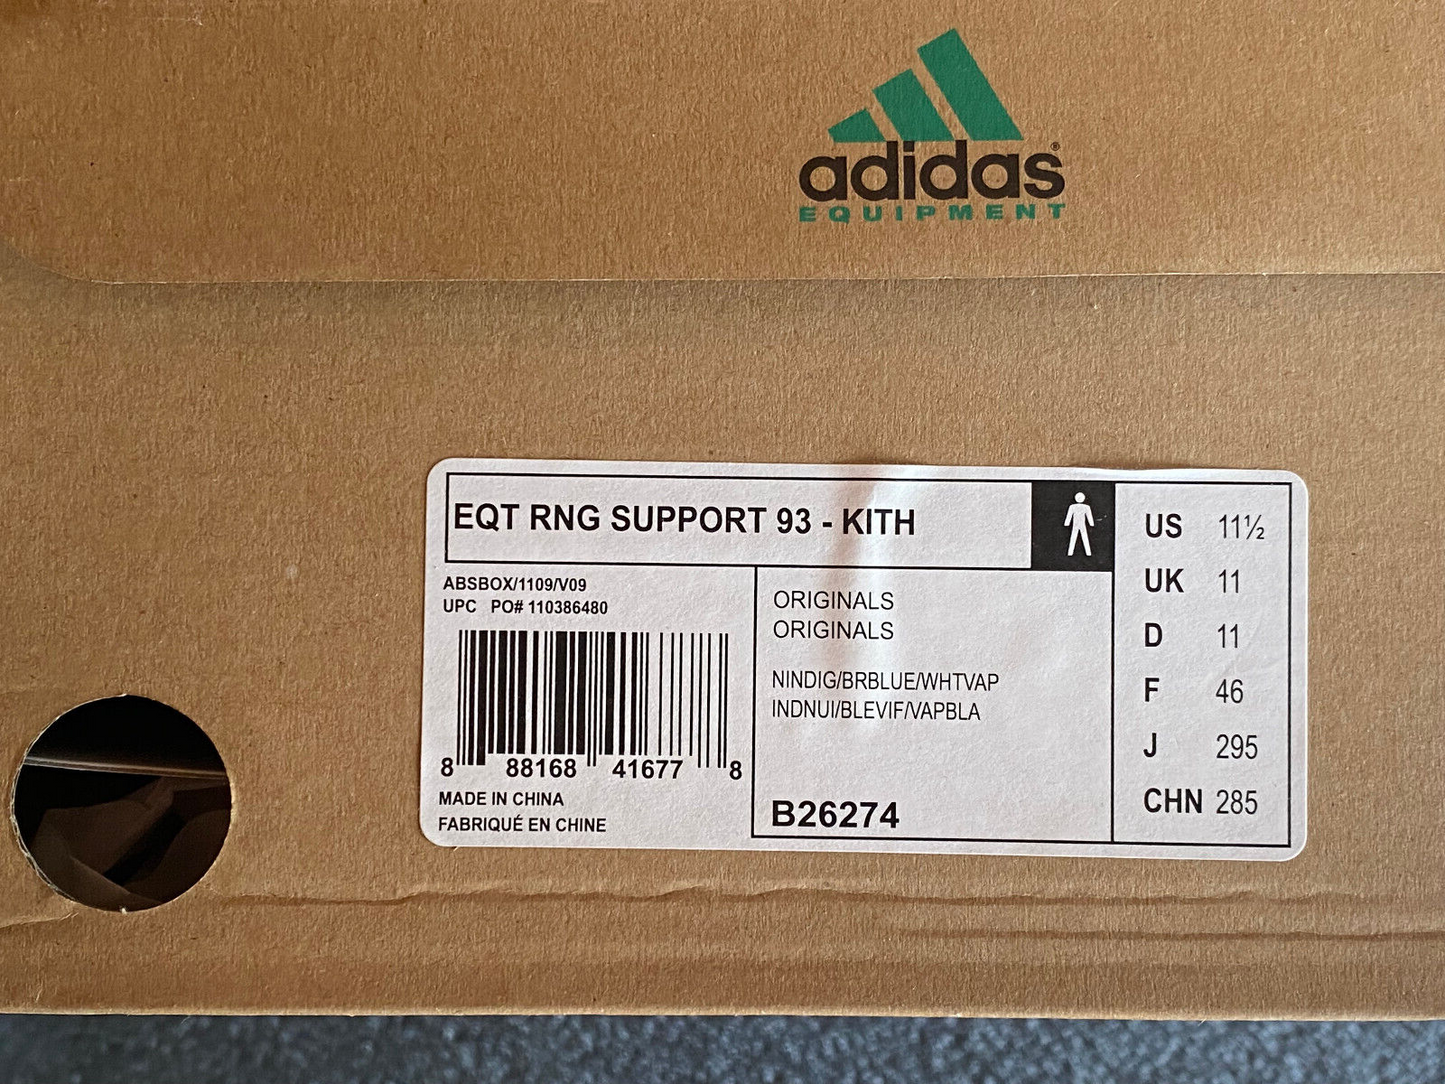 adidas®
EQUIPMENT
EQT RNG SUPPORT 93 - KITH
ABSBOX/1109/V09
UPC PO# 110386480
8 88168 41677 8
MADE IN CHINA
FABRIQUÉ EN CHINE
ORIGINALS
ORIGINALS
NINDIG/BRBLUE/WHTVAP
INDNUI/BLEVIF/VAPBLA
B26274
US 11½
UK 11
D 11
F 46
J 295
CHN 285